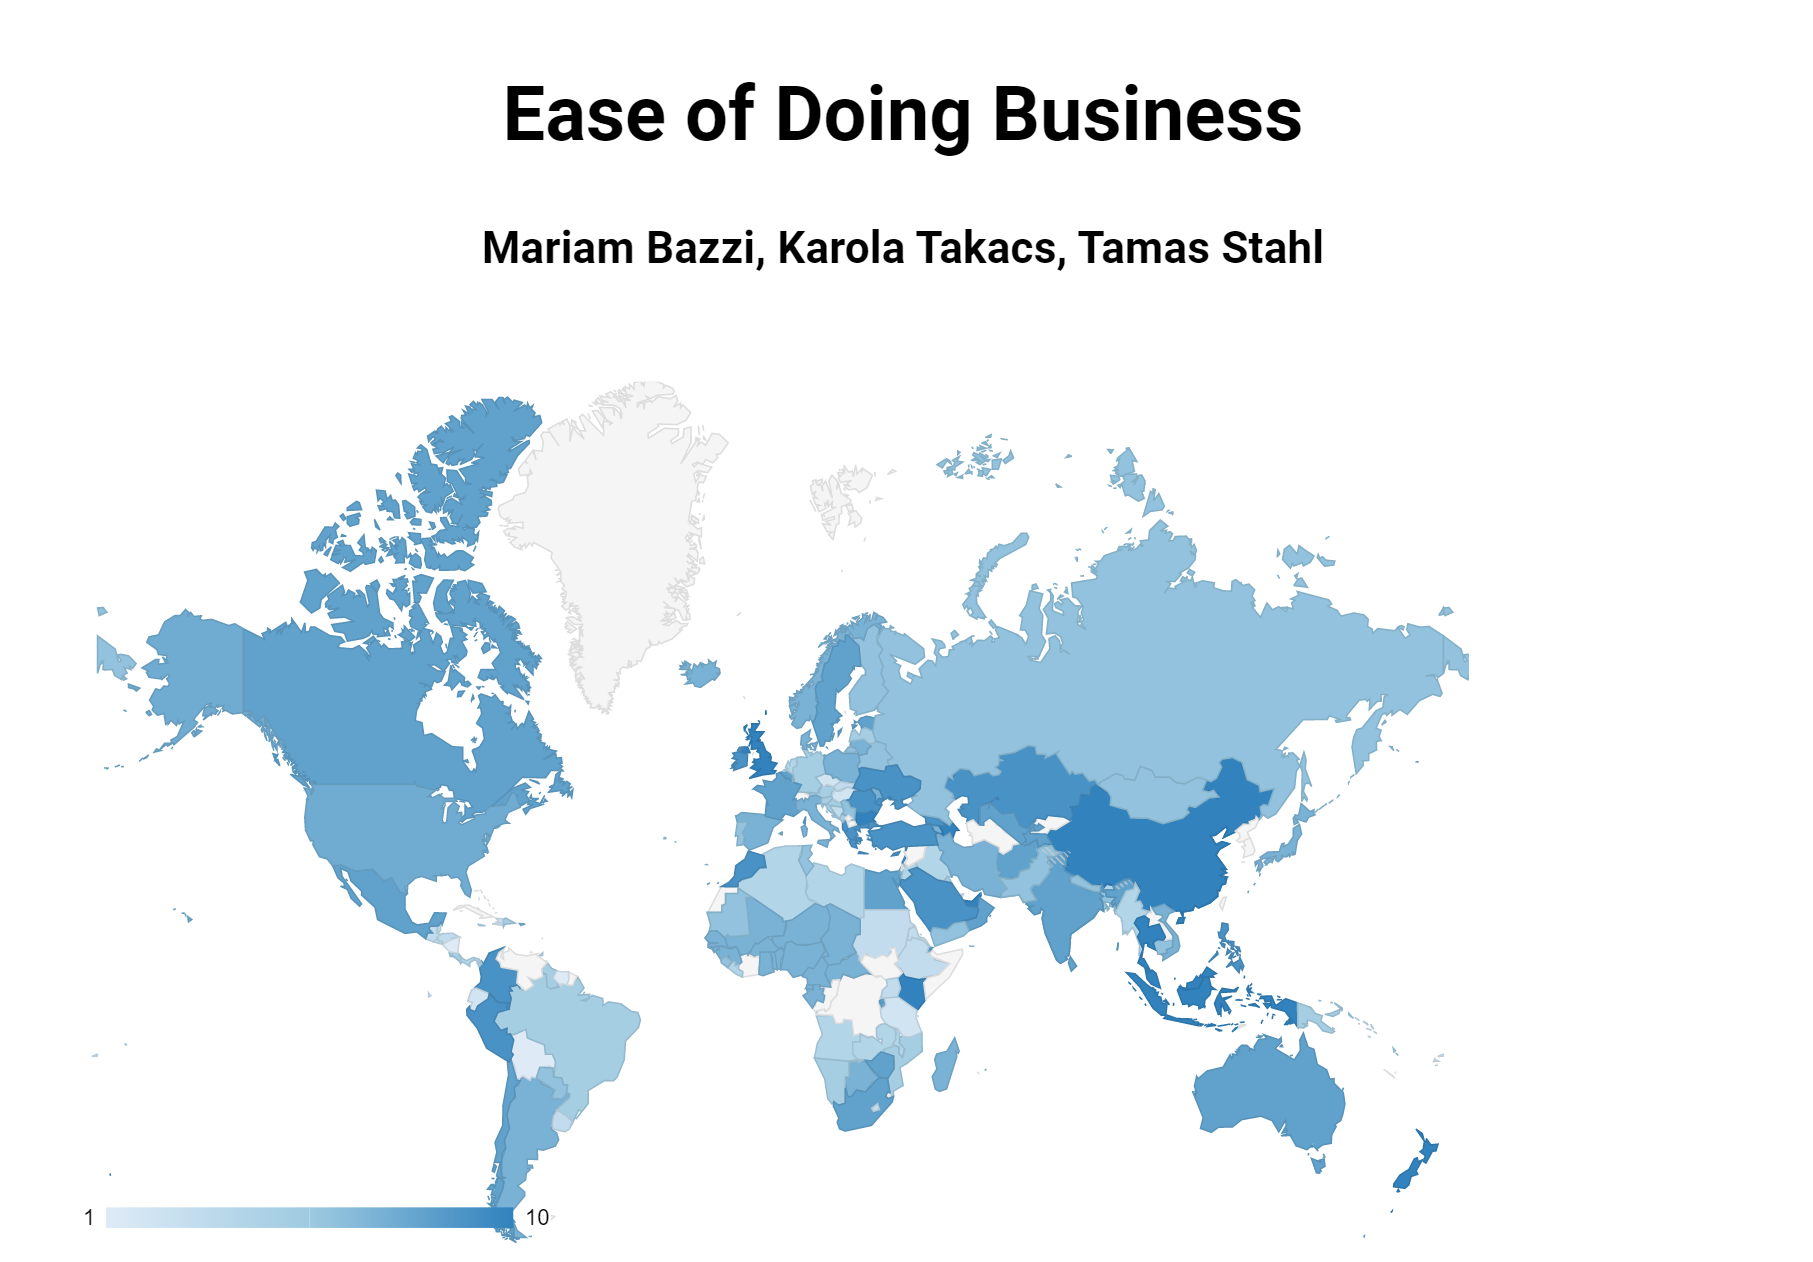 Ease of Doing Business
Mariam Bazzi, Karola Takacs, Tamas Stahl
1 10